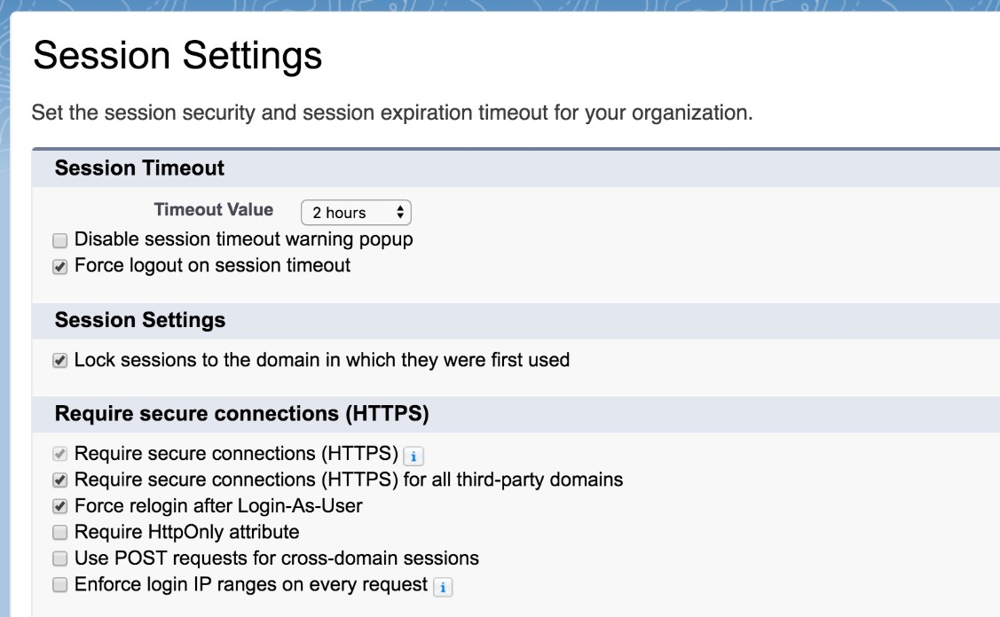 Session Settings
Set the session security and session expiration timeout for your organization.
Session Timeout
Timeout Value 2 hours
Disable session timeout warning popup
Force logout on session timeout
Session Settings
Lock sessions to the domain in which they were first used
Require secure connections (HTTPS)
Require secure connections (HTTPS) i
Require secure connections (HTTPS) for all third-party domains
Force relogin after Login-As-User
Require HttpOnly attribute
Use POST requests for cross-domain sessions
Enforce login IP ranges on every request i